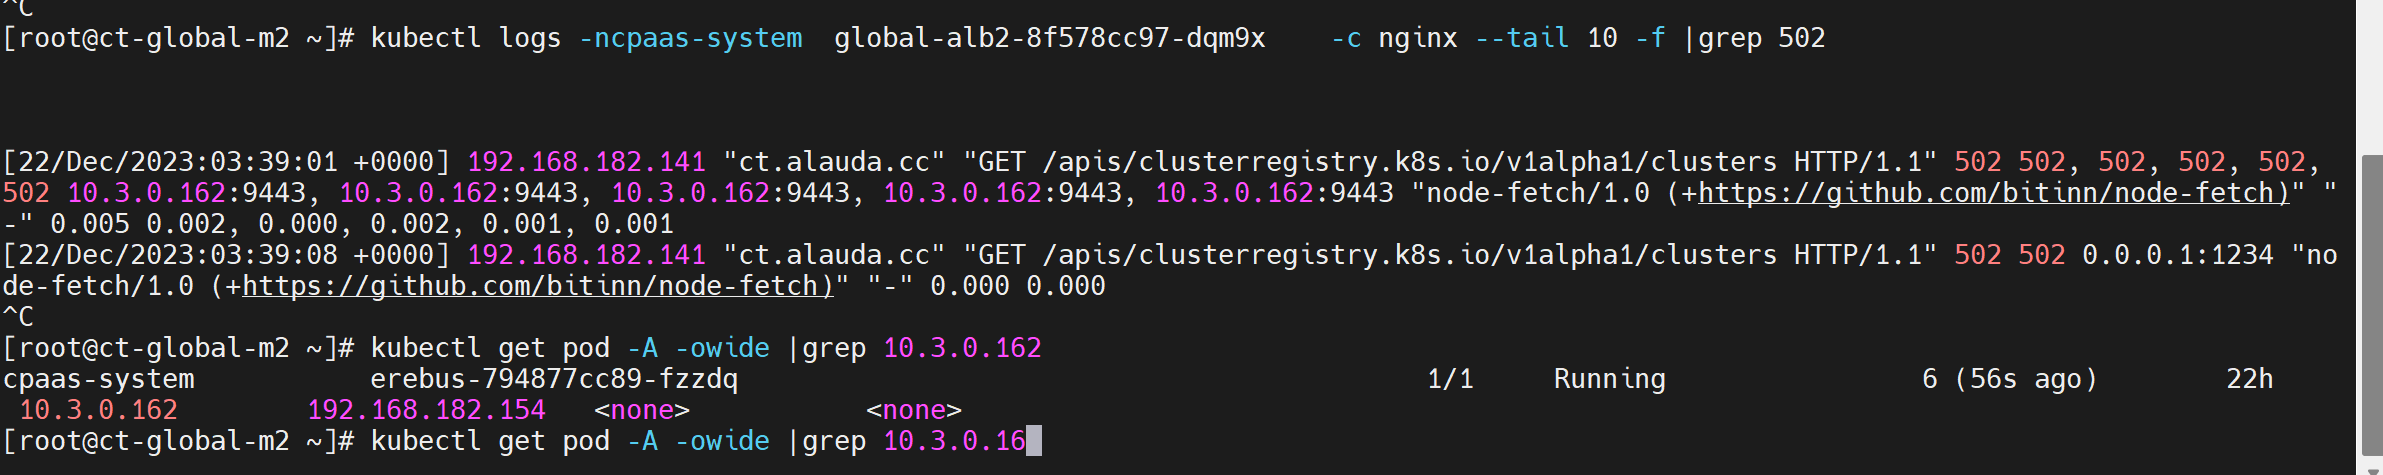 ^C
[root@ct-global-m2 ~]# kubectl logs -ncpaas-system  global-alb2-8f578cc97-dqm9x    -c nginx --tail 10 -f |grep 502
[22/Dec/2023:03:39:01 +0000] 192.168.182.141 "ct.alauda.cc" "GET /apis/clusterregistry.k8s.io/v1alpha1/clusters HTTP/1.1" 502 502, 502, 502, 502,
502 10.3.0.162:9443, 10.3.0.162:9443, 10.3.0.162:9443, 10.3.0.162:9443, 10.3.0.162:9443 "node-fetch/1.0 (+https://github.com/bitinn/node-fetch)" "
-" 0.005 0.002, 0.000, 0.002, 0.001, 0.001
[22/Dec/2023:03:39:08 +0000] 192.168.182.141 "ct.alauda.cc" "GET /apis/clusterregistry.k8s.io/v1alpha1/clusters HTTP/1.1" 502 502 0.0.0.1:1234 "no
de-fetch/1.0 (+https://github.com/bitinn/node-fetch)" "-" 0.000 0.000
^C
[root@ct-global-m2 ~]# kubectl get pod -A -owide |grep 10.3.0.162
cpaas-system           erebus-794877cc89-fzzdq                                           1/1     Running                6 (56s ago)        22h
 10.3.0.162        192.168.182.154   <none>           <none>
[root@ct-global-m2 ~]# kubectl get pod -A -owide |grep 10.3.0.16